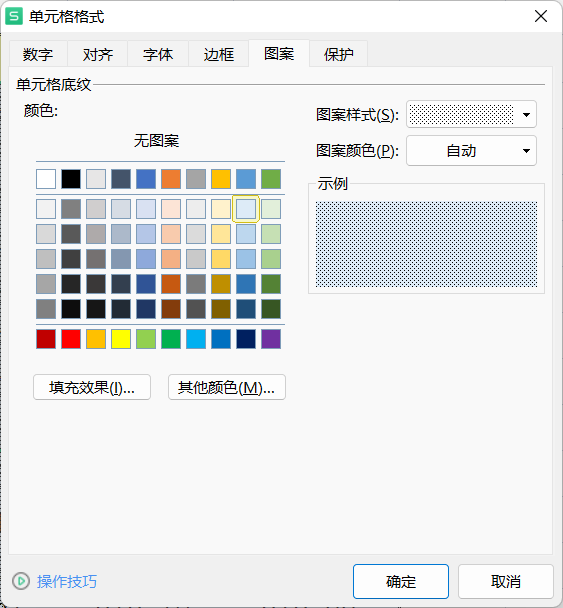 单元格格式
数字 对齐 字体 边框 图案 保护
单元格底纹
颜色:
图案样式(S):
无图案
图案颜色(P): 自动
示例
填充效果(I)... 其他颜色(M)...
操作技巧 确定 取消